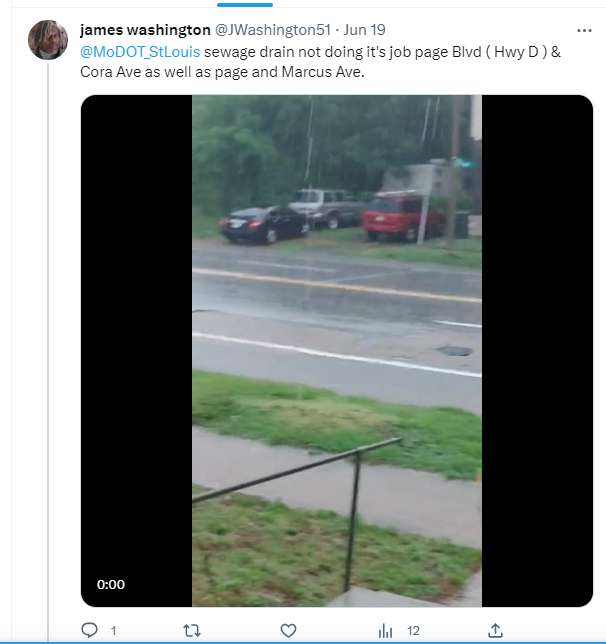 james washington @JWashington51 · Jun 19
@MoDOT_StLouis sewage drain not doing it's job page Blvd ( Hwy D ) &
Cora Ave as well as page and Marcus Ave.
0:00
1
12